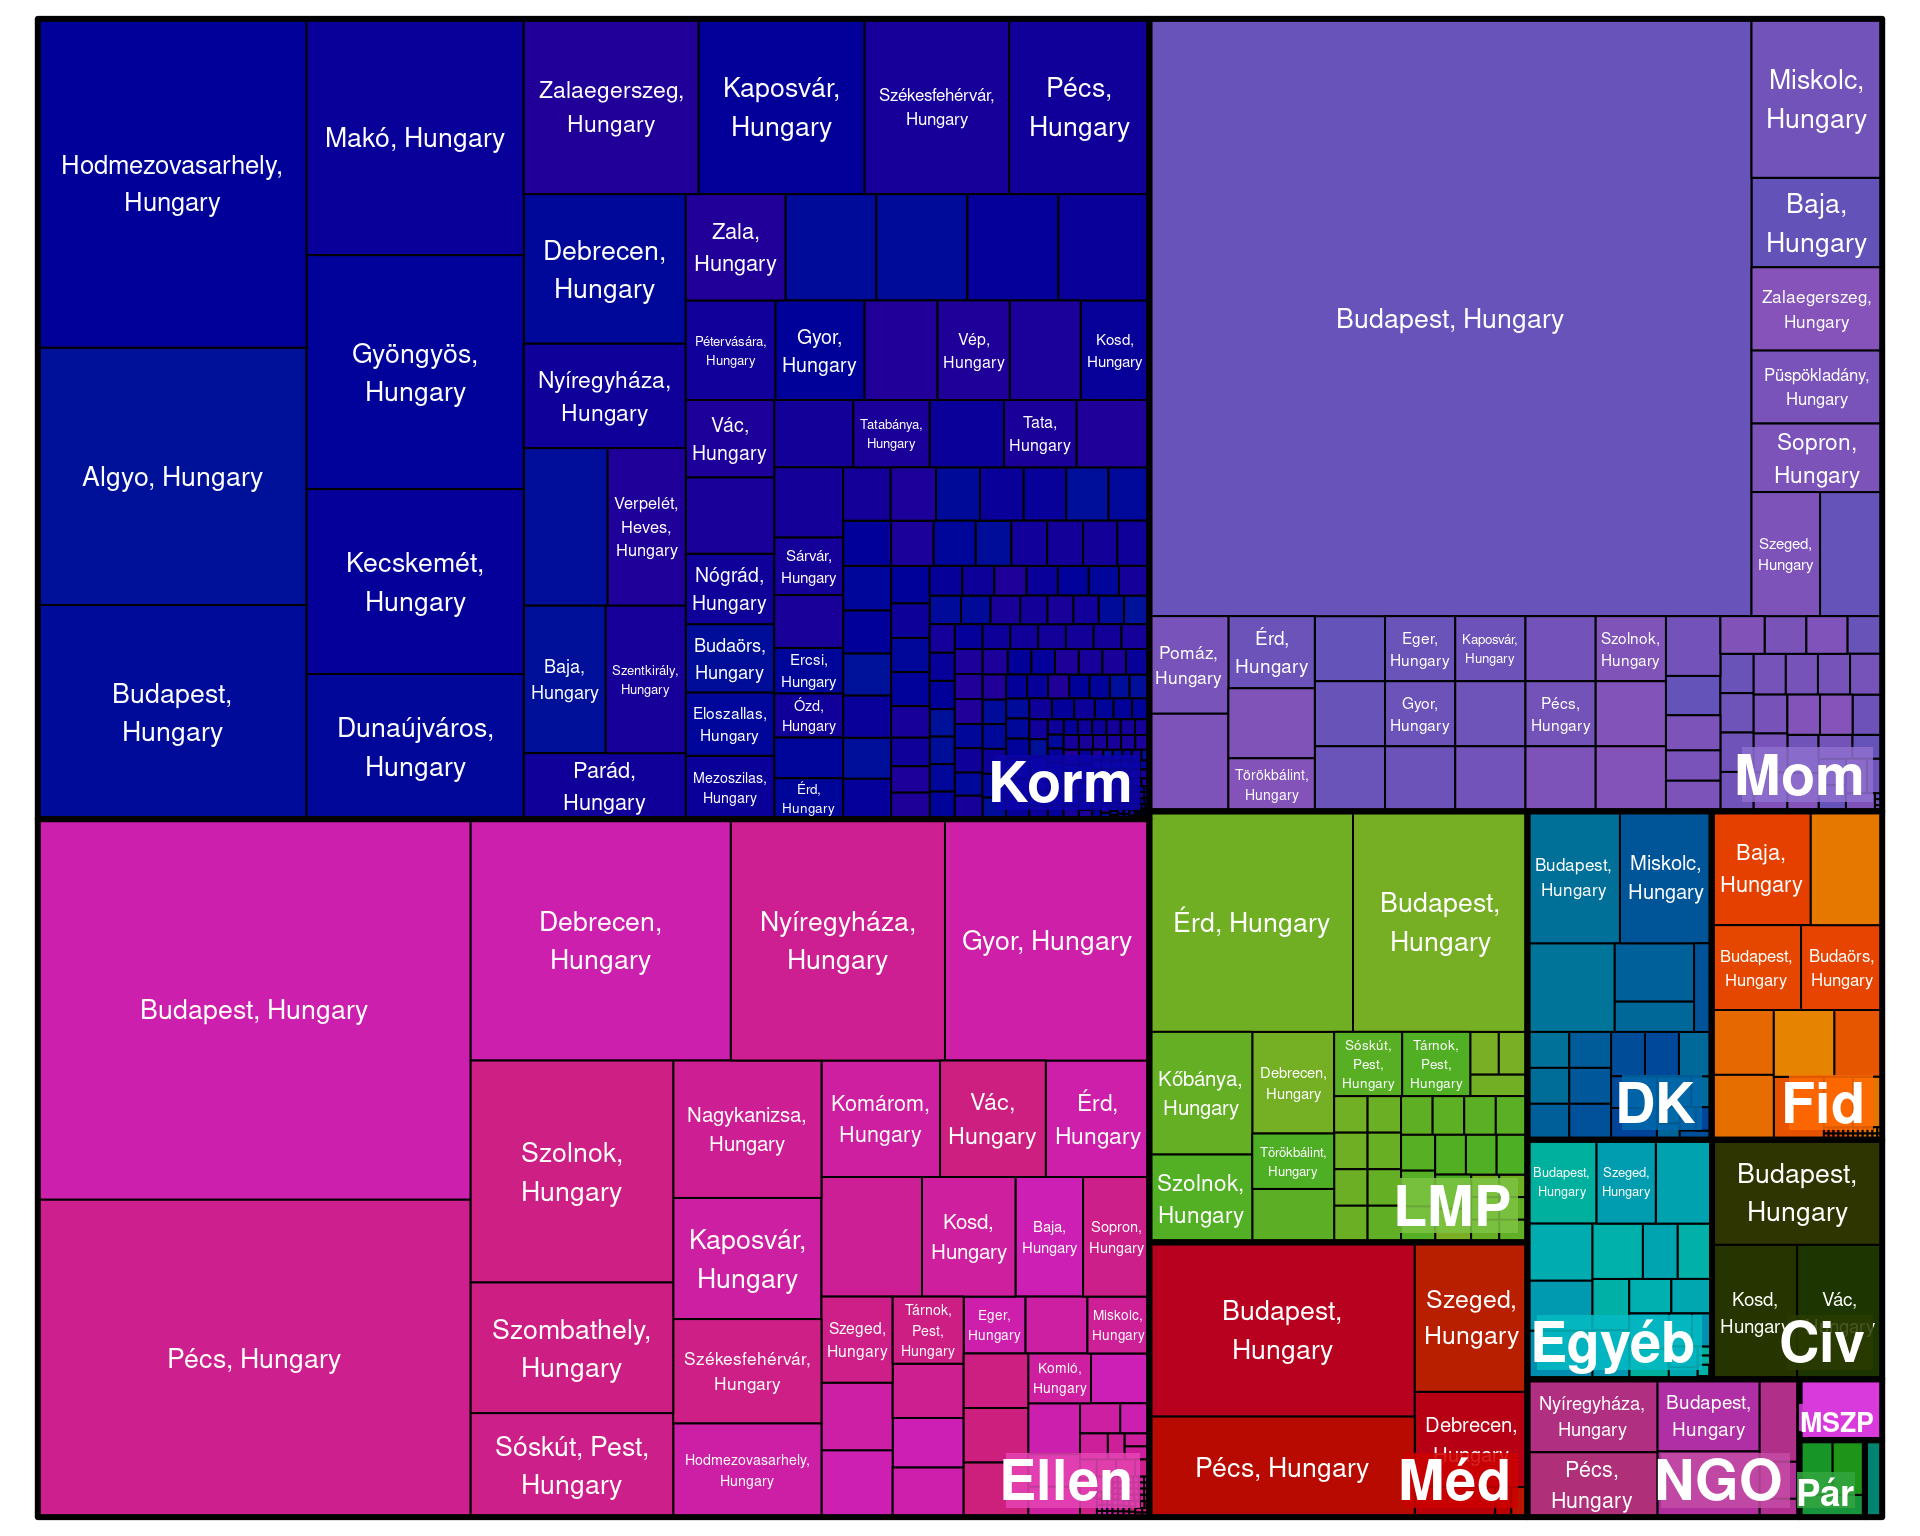 Hodmezovasarhely,
Hungary
Algyo, Hungary
Budapest,
Hungary
Makó, Hungary
Gyöngyös,
Hungary
Kecskemét,
Hungary
Dunaújváros,
Hungary
Zalaegerszeg,
Hungary
Kaposvár,
Hungary
Székesfehérvár,
Hungary
Pécs,
Hungary
Debrecen,
Hungary
Nyíregyháza,
Hungary
Verpelét,
Heves,
Hungary
Baja,
Hungary
Szentkirály,
Hungary
Parád,
Hungary
Zala,
Hungary
Pétervására,
Hungary
Gyor,
Hungary
Vép,
Hungary
Kosd,
Hungary
Vác,
Hungary
Tatabánya,
Hungary
Tata,
Hungary
Nógrád,
Hungary
Budaörs,
Hungary
Eloszallas,
Hungary
Mezoszilas,
Hungary
Sárvár,
Hungary
Ercsi,
Hungary
Ózd,
Hungary
Érd,
Hungary
Korm
Budapest, Hungary
Miskolc,
Hungary
Baja,
Hungary
Zalaegerszeg,
Hungary
Püspökladány,
Hungary
Sopron,
Hungary
Szeged,
Hungary
Pomáz,
Hungary
Érd,
Hungary
Törökbálint,
Hungary
Eger,
Hungary
Kaposvár,
Hungary
Szolnok,
Hungary
Gyor,
Hungary
Pécs,
Hungary
Mom
Budapest, Hungary
Pécs, Hungary
Debrecen,
Hungary
Nyíregyháza,
Hungary
Gyor, Hungary
Szolnok,
Hungary
Szombathely,
Hungary
Sóskút, Pest,
Hungary
Nagykanizsa,
Hungary
Kaposvár,
Hungary
Székesfehérvár,
Hungary
Hodmezovasarhely,
Hungary
Komárom,
Hungary
Vác,
Hungary
Érd,
Hungary
Kosd,
Hungary
Baja,
Hungary
Sopron,
Hungary
Szeged,
Hungary
Tárnok,
Pest,
Hungary
Eger,
Hungary
Miskolc,
Hungary
Komló,
Hungary
Ellen
Érd, Hungary
Budapest,
Hungary
Kőbánya,
Hungary
Szolnok,
Hungary
Debrecen,
Hungary
Törökbálint,
Hungary
Sóskút,
Pest,
Hungary
Tárnok,
Pest,
Hungary
LMP
Budapest,
Hungary
Pécs, Hungary
Szeged,
Hungary
Debrecen,
Hungary
Méd
Budapest,
Hungary
Miskolc,
Hungary
DK
Baja,
Hungary
Budapest,
Hungary
Budaörs,
Hungary
Fid
Budapest,
Hungary
Szeged,
Hungary
Egyéb
Budapest,
Hungary
Kosd,
Hungary
Vác,
Hungary
Civ
Nyíregyháza,
Hungary
Budapest,
Hungary
Pécs,
Hungary
NGO
MSZP
Pár